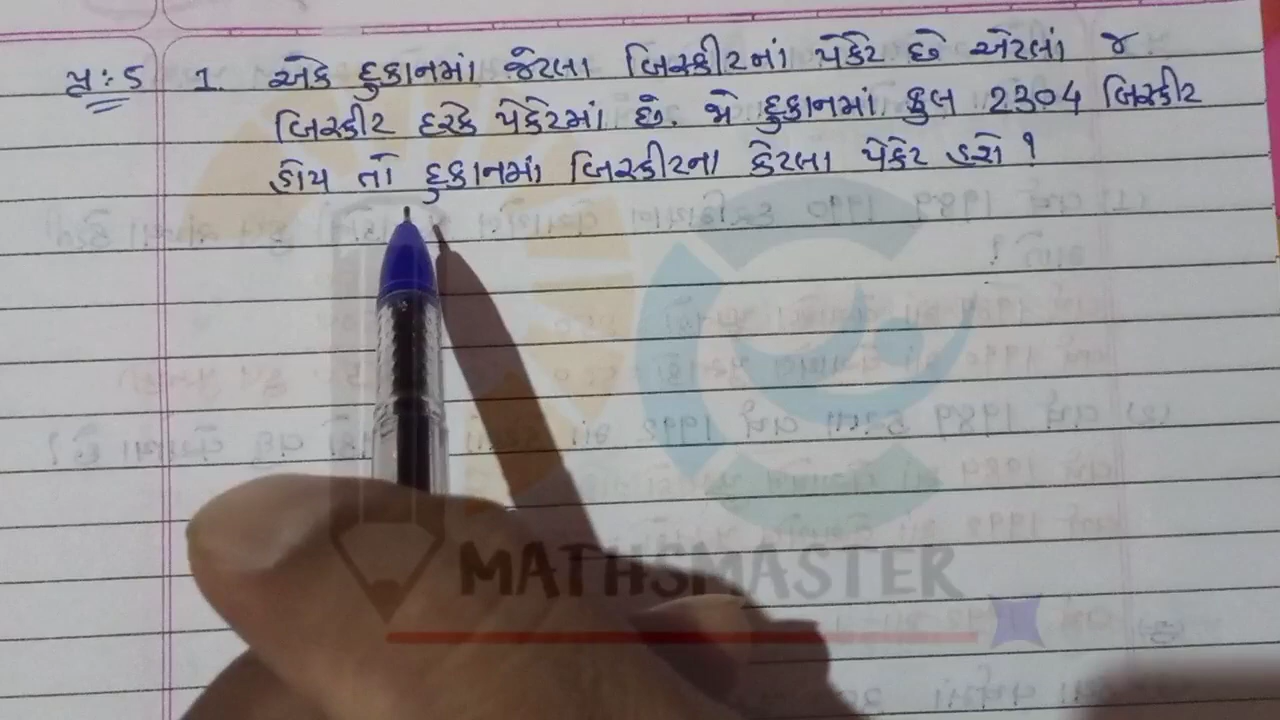 પ્ર:5 1. એક દુકાનમાં જેટલા બિસ્કીટનાં પેકેટ છે એટલાં જ
બિસ્કીટ દરેક પેકેટમાં છે. જો દુકાનમાં કુલ 2304 બિસ્કીટ
હોય તો દુકાનમાં બિસ્કીટના કેટલા પેકેટ હશે ?
MATHSMASTER